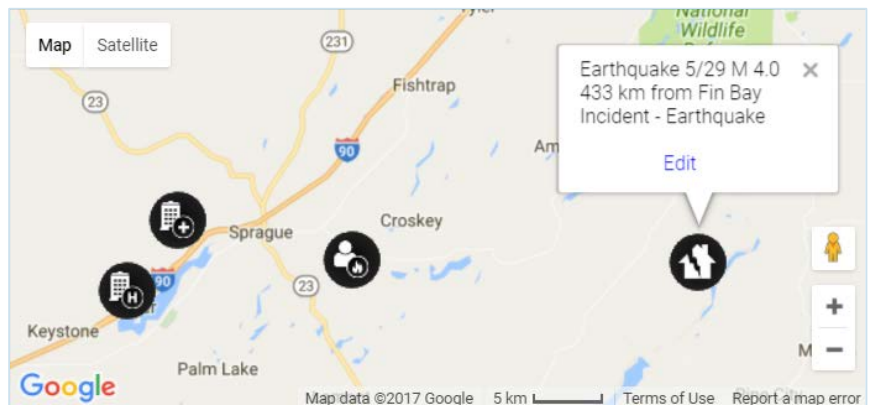 Map Satellite
231
National
Wildlife
Tyler
23
Fishtrap
Earthquake 5/29 M 4.0
433 km from Fin Bay
Incident - Earthquake
Edit
90
Am
Croskey
Sprague
H
90
23
Keystone
Palm Lake
M
Google
Map data ©2017 Google 5 km Terms of Use Report a map error